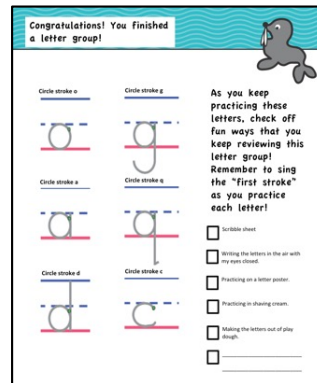 Congratulations! You finished
a letter group!
Circle stroke o
Circle stroke g
o
g
Circle stroke a
Circle stroke q
a
q
Circle stroke d
Circle stroke c
d
c
As you keep
practicing these
letters, check off
fun ways that you
keep reviewing this
letter group!
Remember to sing
the "first stroke"
as you practice
each letter!
Scribble sheet
Writing the letters in the air with
my eyes closed.
Practicing on a letter poster.
Practicing in shaving cream.
Making the letters out of play
dough.